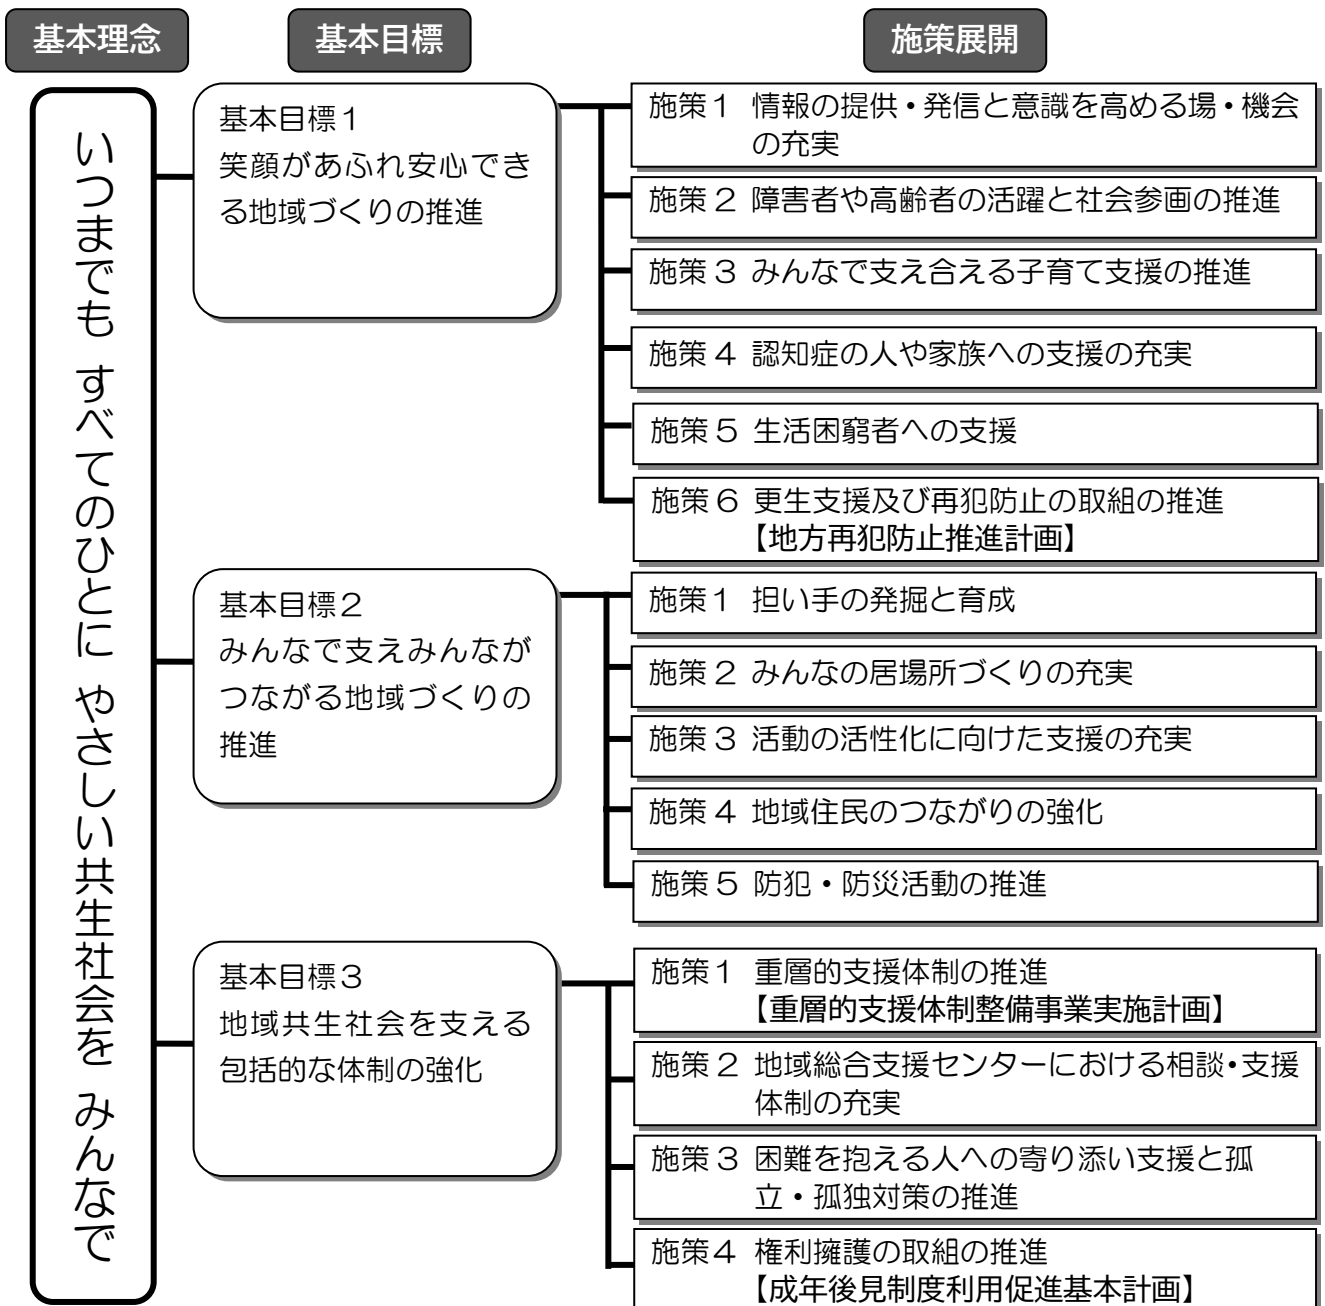 基本理念
基本目標
施策展開
いつまでも すべてのひとに やさしい共生社会を みんなで
基本目標１
笑顔があふれ安心でき
る地域づくりの推進
施策１ 情報の提供・発信と意識を高める場・機会
の充実
施策２ 障害者や高齢者の活躍と社会参画の推進
施策３ みんなで支え合える子育て支援の推進
施策４ 認知症の人や家族への支援の充実
施策５ 生活困窮者への支援
施策６ 更生支援及び再犯防止の取組の推進
【地方再犯防止推進計画】
基本目標２
みんなで支えみんなが
つながる地域づくりの
推進
施策１ 担い手の発掘と育成
施策２ みんなの居場所づくりの充実
施策３ 活動の活性化に向けた支援の充実
施策４ 地域住民のつながりの強化
施策５ 防犯・防災活動の推進
基本目標３
地域共生社会を支える
包括的な体制の強化
施策１ 重層的支援体制の推進
【重層的支援体制整備事業実施計画】
施策２ 地域総合支援センターにおける相談・支援
体制の充実
施策３ 困難を抱える人への寄り添い支援と孤
立・孤独対策の推進
施策４ 権利擁護の取組の推進
【成年後見制度利用促進基本計画】